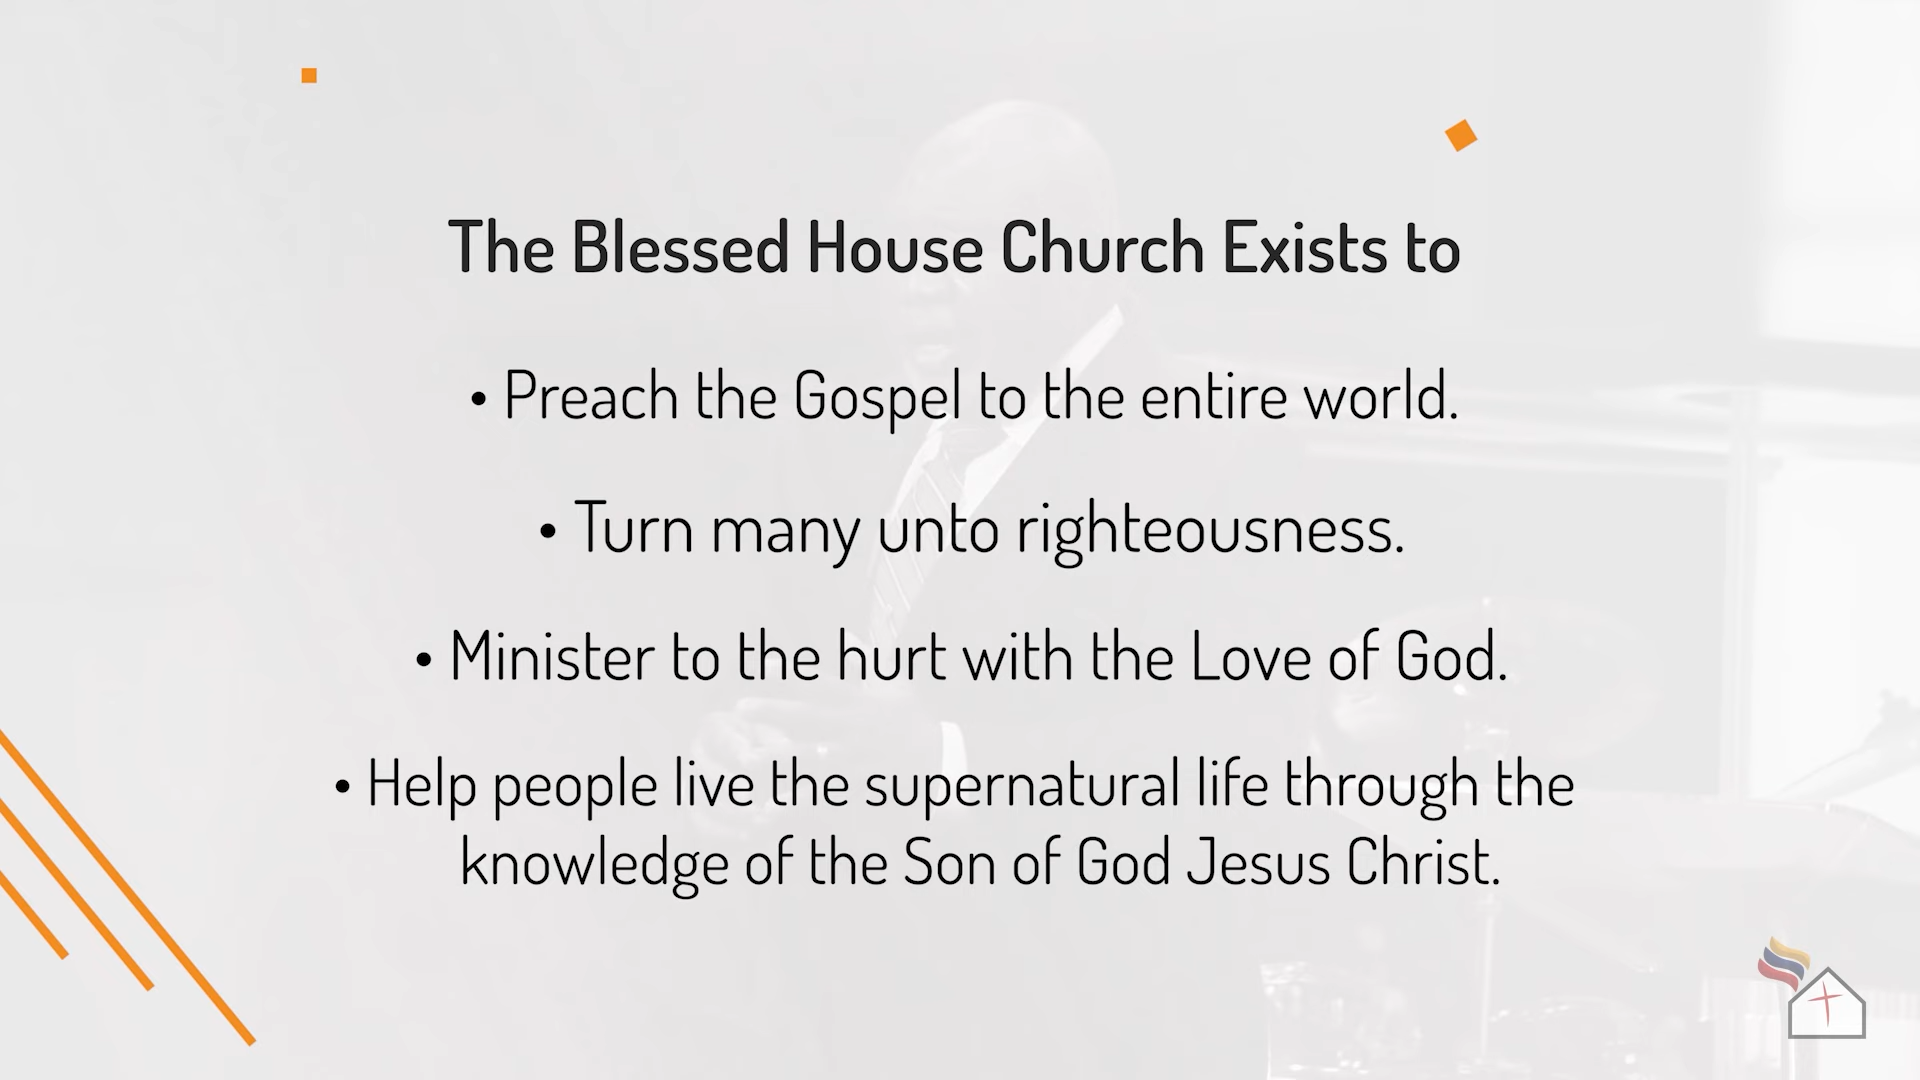 The Blessed House Church Exists to
• Preach the Gospel to the entire world.
• Turn many unto righteousness.
• Minister to the hurt with the Love of God.
• Help people live the supernatural life through the
knowledge of the Son of God Jesus Christ.